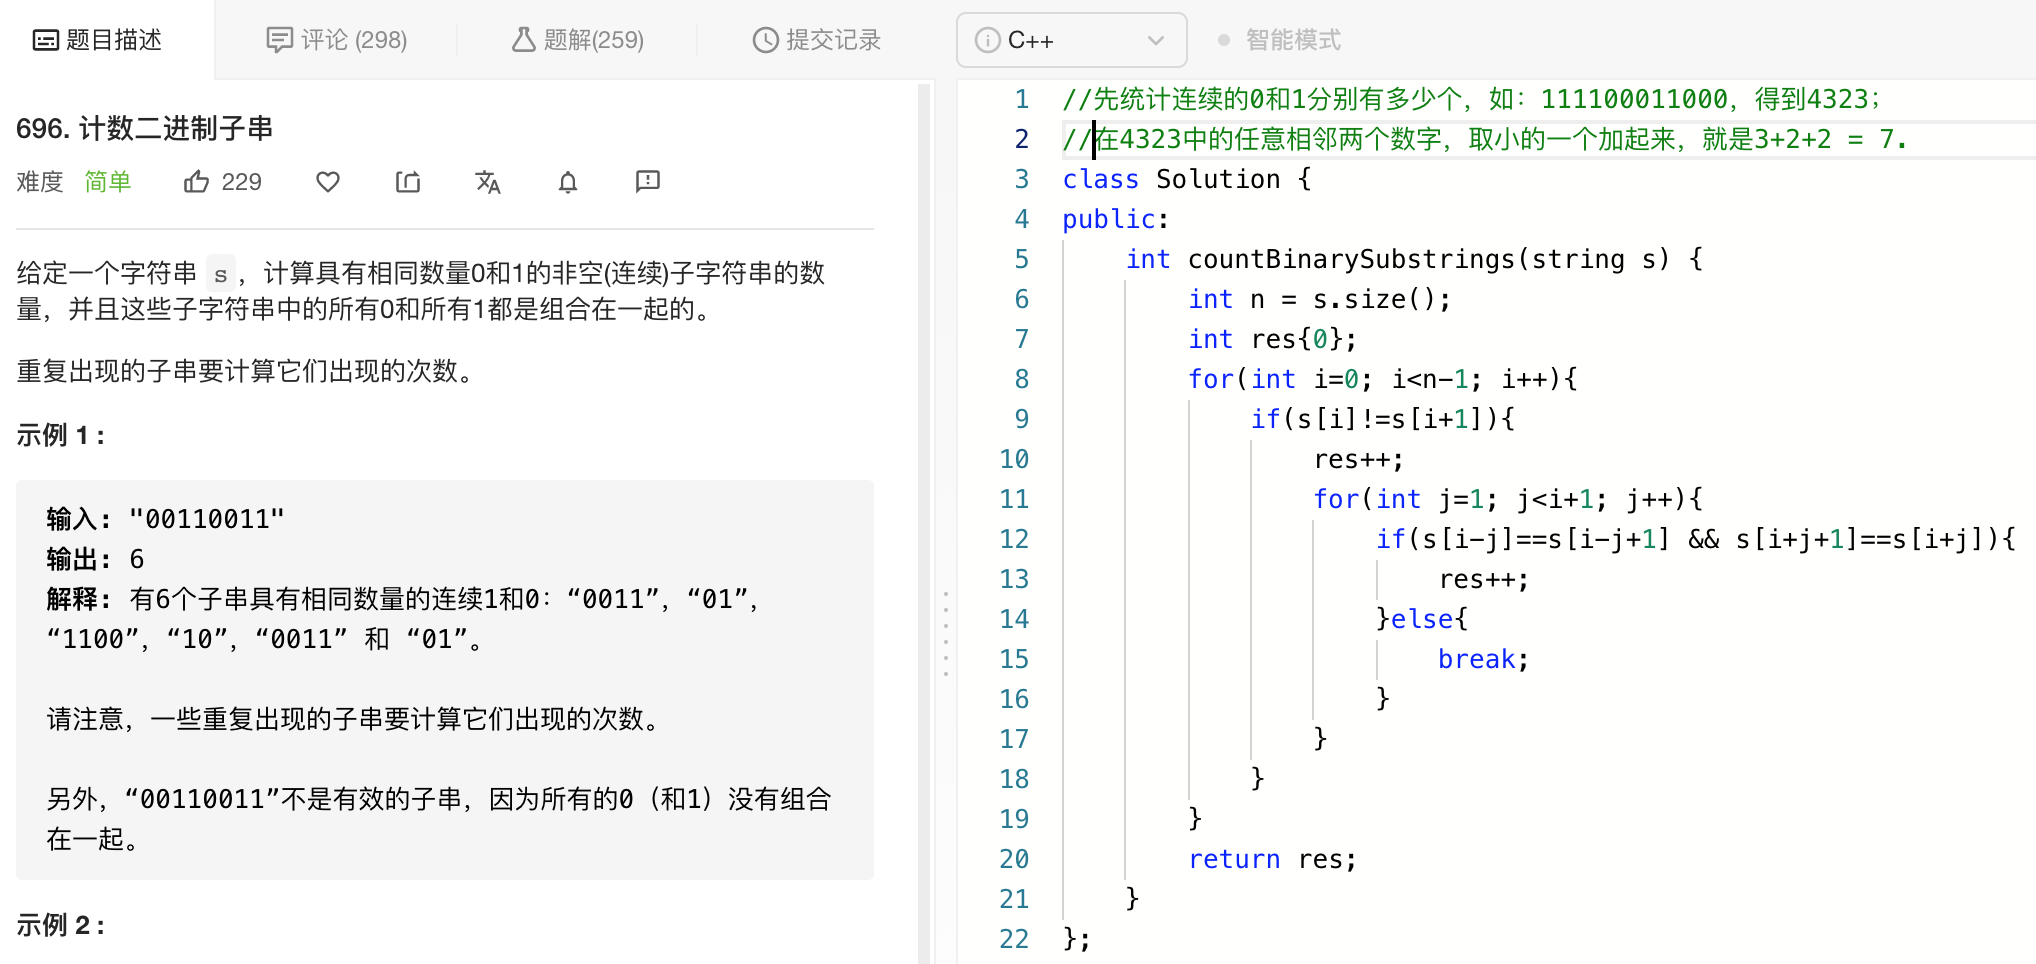 题目描述
评论 (298)
题解(259)
提交记录
C++
智能模式
696. 计数二进制子串
难度 简单 229
给定一个字符串 s，计算具有相同数量0和1的非空(连续)子字符串的数
量，并且这些子字符串中的所有0和所有1都是组合在一起的。
重复出现的子串要计算它们出现的次数。
示例 1 :
输入: "00110011"
输出: 6
解释: 有6个子串具有相同数量的连续1和0：“0011”，“01”，
“1100”，“10”，“0011” 和 “01”。
请注意，一些重复出现的子串要计算它们出现的次数。
另外，“00110011”不是有效的子串，因为所有的0（和1）没有组合
在一起。
示例 2 :
1 //先统计连续的0和1分别有多少个，如：111100011000，得到4323；
2 //在4323中的任意相邻两个数字，取小的一个加起来，就是3+2+2 = 7.
3 class Solution {
4 public:
5     int countBinarySubstrings(string s) {
6         int n = s.size();
7         int res{0};
8         for(int i=0; i<n-1; i++){
9             if(s[i]!=s[i+1]){
10                 res++;
11                 for(int j=1; j<i+1; j++){
12                     if(s[i-j]==s[i-j+1] && s[i+j+1]==s[i+j]){
13                         res++;
14                     }else{
15                         break;
16                     }
17                 }
18             }
19         }
20         return res;
21     }
22 };